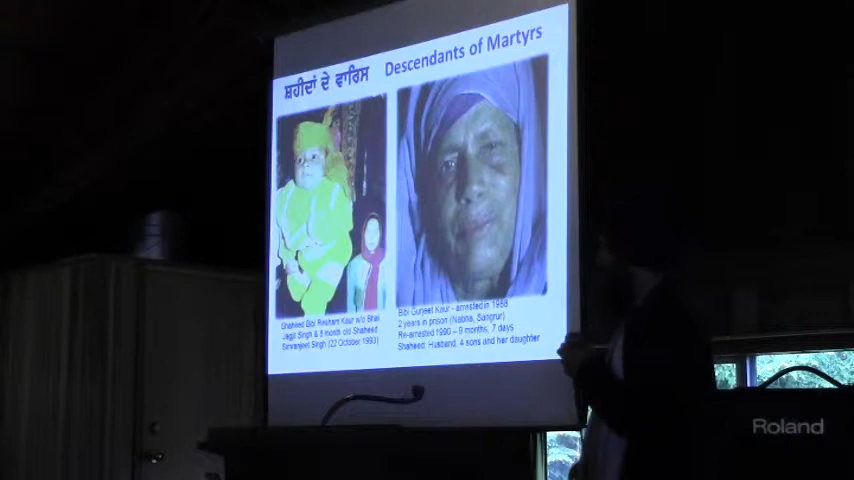 ਸ਼ਹੀਦਾਂ ਦੇ ਵਾਰਿਸ
Descendants of Martyrs
Shaheed Bibi Resham Kaur w/o Bhai
Jagjit Singh & 8 month old Shaheed
Simranjeet Singh (22 October 1993)
Bibi Gurjeet Kaur - arrested in 1988
2 years in prison (Nabha, Sangrur)
Re-arrested 1990 – 9 months, 7 days
Shaheed: Husband, 4 sons and her daughter
Roland